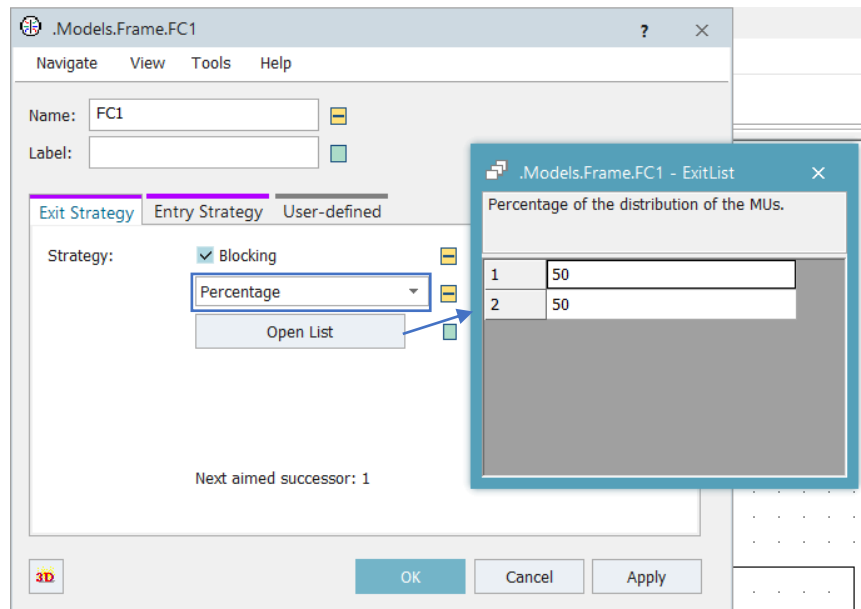 .Models.Frame.FC1 ? ×
Navigate View Tools Help
Name: FC1
Label:
Exit Strategy Entry Strategy User-defined
Strategy: Blocking
Percentage
Open List
Next aimed successor: 1
3D OK Cancel Apply
.Models.Frame.FC1 - ExitList ×
Percentage of the distribution of the MUs.
1 50
2 50